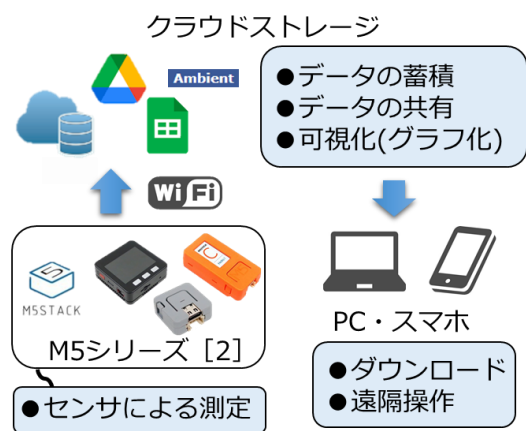 クラウドストレージ
Ambient
●データの蓄積
●データの共有
●可視化(グラフ化)
WiFi
5
M5STACK
M5シリーズ［2］
●センサによる測定
PC・スマホ
●ダウンロード
●遠隔操作